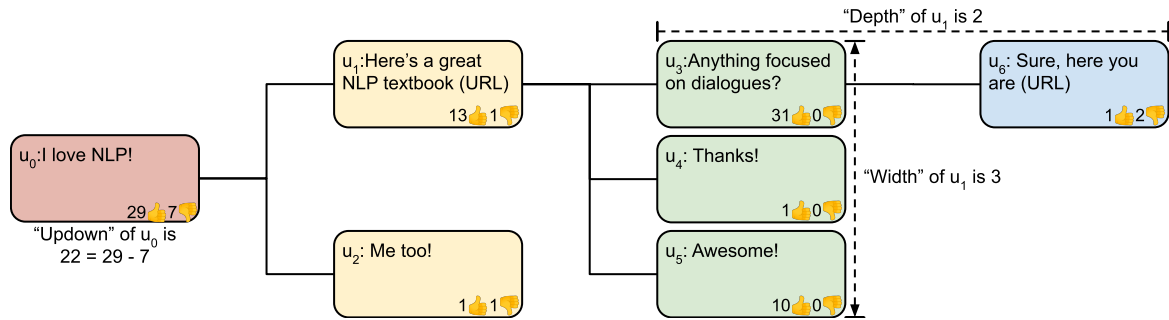 “Depth” of u1 is 2
u1:Here’s a great
NLP textbook (URL)
13👍1👎
u3:Anything focused
on dialogues?
31👍0👎
u6: Sure, here you
are (URL)
1👍2👎
u0:I love NLP!
29👍7👎
“Updown” of u0 is
22 = 29 - 7
u4: Thanks!
1👍0👎
“Width” of u1 is 3
u2: Me too!
1👍1👎
u5: Awesome!
10👍0👎